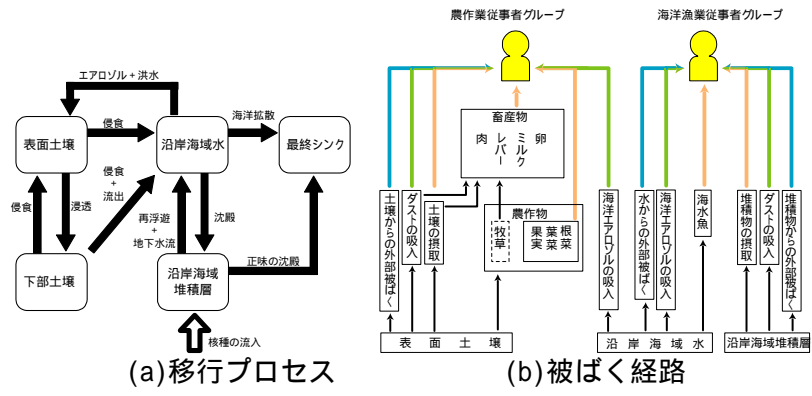 エアロゾル + 洪水
表面土壌
侵食
沿岸海域水
海洋拡散
最終シンク
侵食
浸透
侵食
+
流出
再浮遊
+
地下水流
沈殿
下部土壌
沿岸海域
堆積層
正味の沈殿
核種の流入
(a)移行プロセス
農作業従事者グループ
海洋漁業従事者グループ
畜産物
肉
レバー
ミルク
卵
農作物
牧草
果実
葉菜
根菜
土壌からの外部被ばく
ダストの吸入
土壌の摂取
海洋エアロゾルの吸入
水からの外部被ばく
海洋エアロゾルの吸入
海水魚
堆積物の摂取
ダストの吸入
堆積物からの外部被ばく
表面土壌
沿岸海域水
沿岸海域堆積層
(b)被ばく経路